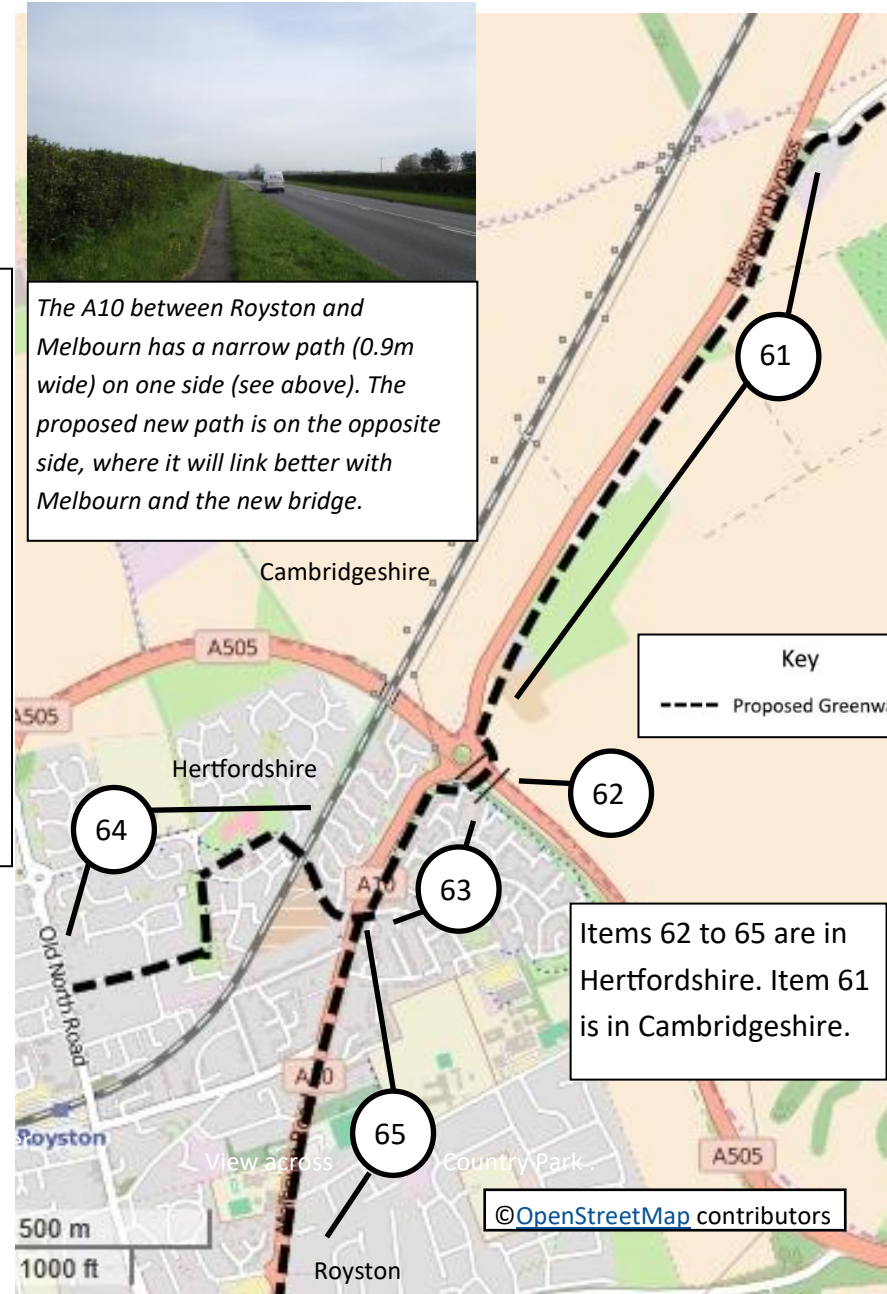 The A10 between Royston and
Melbourn has a narrow path (0.9m
wide) on one side (see above). The
proposed new path is on the opposite
side, where it will link better with
Melbourn and the new bridge.
Melbourn bypass
61
Cambridgeshire
A505
Key
Proposed Greenwa
A505
Hertfordshire
62
64
A10
63
Old North Road
Items 62 to 65 are in
Hertfordshire. Item 61
is in Cambridgeshire.
A10
Royston
65
View across
Country Park .
A505
©OpenStreetMap contributors
500 m
1000 ft
Royston